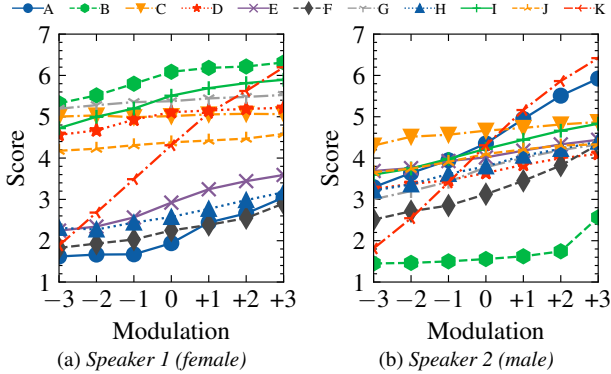 A B C D E F G H I J K
7 7
6 6
5 5
4 4
3 3
2 2
1 1
Score Score
−3 −2 −1 0 +1 +2 +3 −3 −2 −1 0 +1 +2 +3
Modulation Modulation
(a) Speaker 1 (female) (b) Speaker 2 (male)